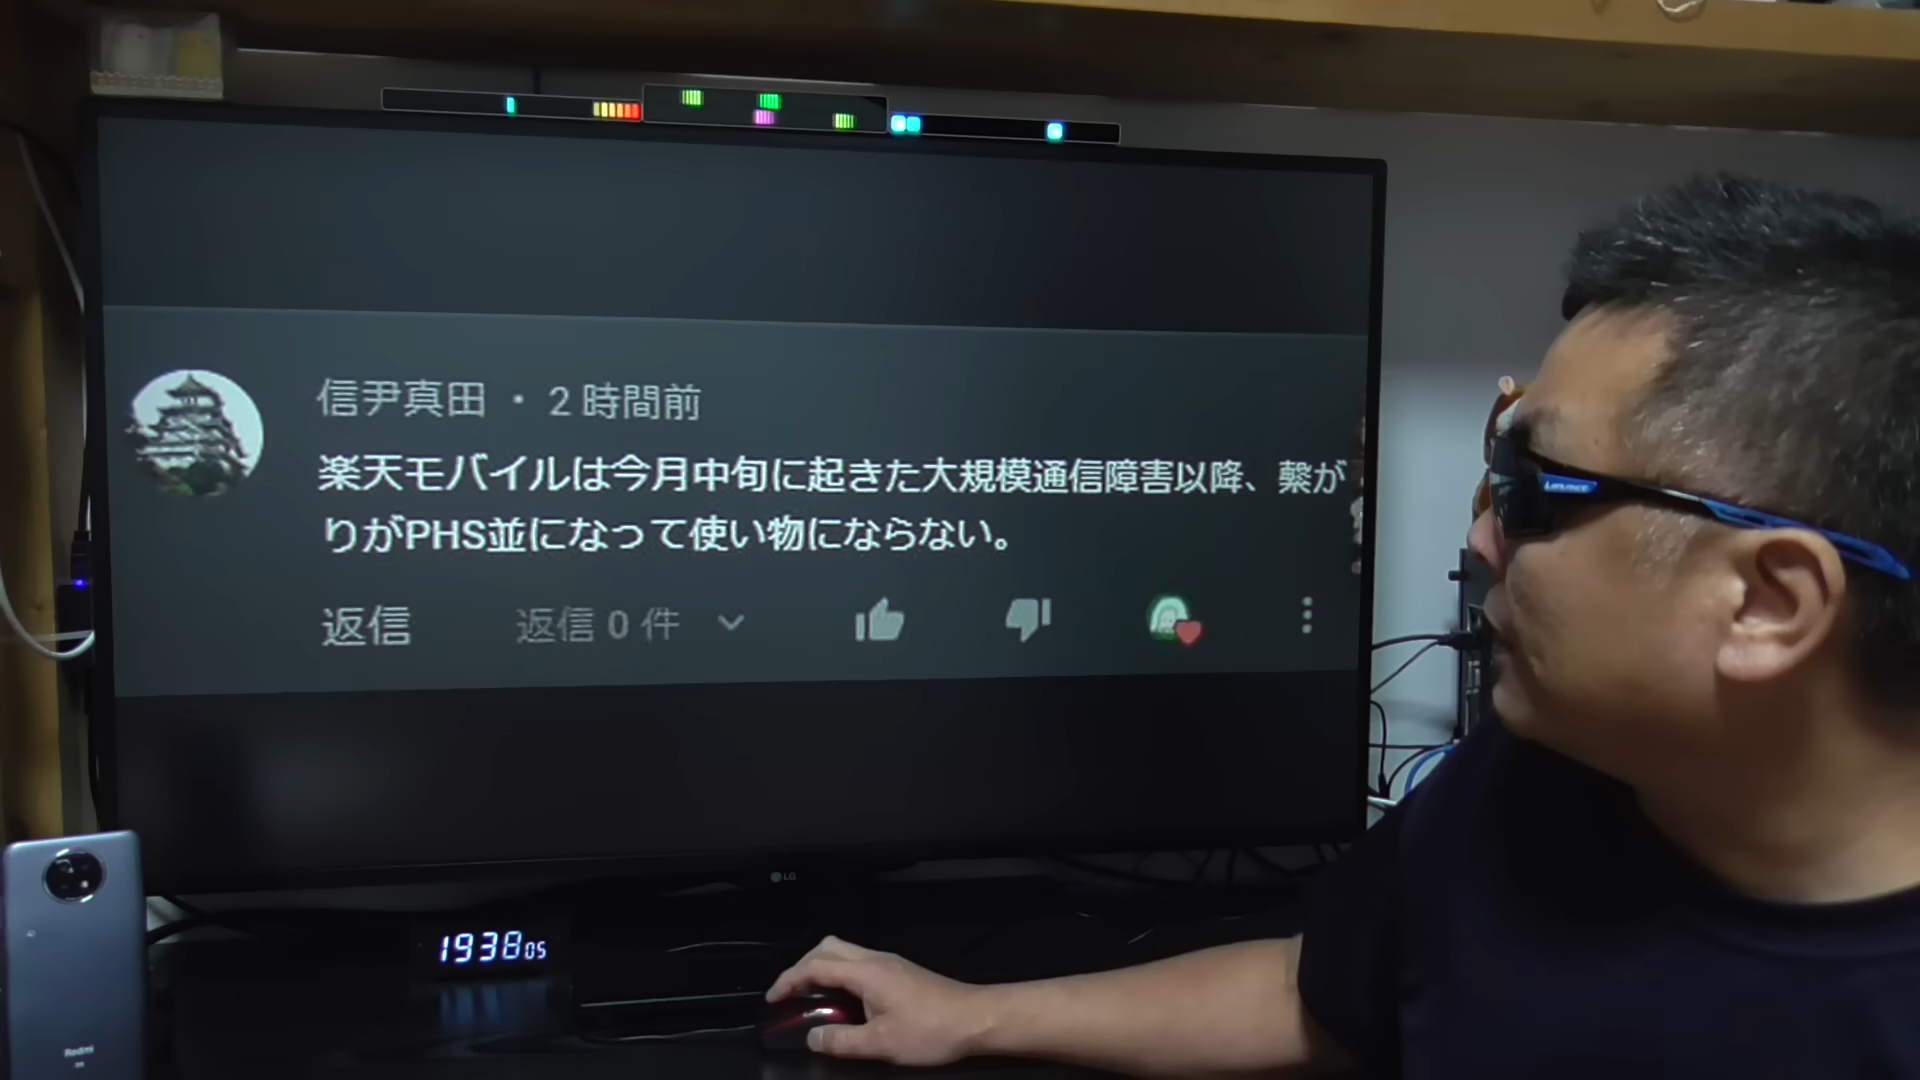 信尹真田 ・ 2 時間前
楽天モバイルは今月中旬に起きた大規模通信障害以降、繋が
りがPHS並になって使い物にならない。
返信 返信 0 件
LG
193805
Redmi